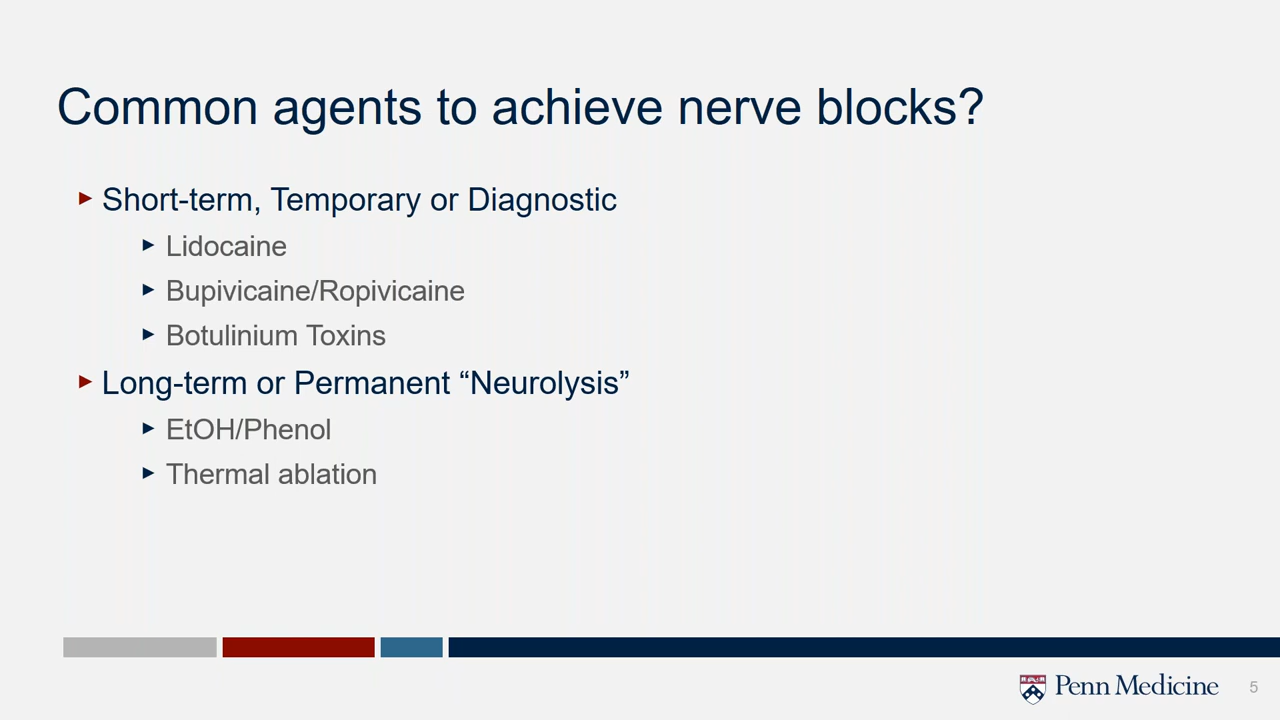 Common agents to achieve nerve blocks?
Short-term, Temporary or Diagnostic
Lidocaine
Bupivicaine/Ropivicaine
Botulinium Toxins
Long-term or Permanent “Neurolysis”
EtOH/Phenol
Thermal ablation
Penn Medicine
5